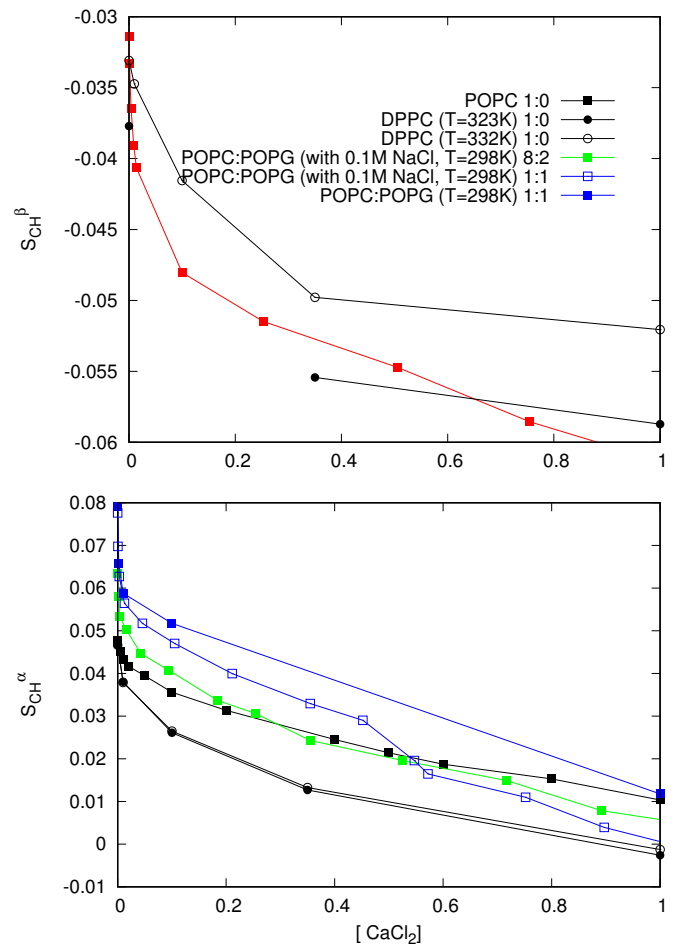 -0.03
-0.035
-0.04
-0.045
-0.05
-0.055
-0.06
S_CH^β
POPC 1:0
DPPC (T=323K) 1:0
DPPC (T=332K) 1:0
POPC:POPG (with 0.1M NaCl, T=298K) 8:2
POPC:POPG (with 0.1M NaCl, T=298K) 1:1
POPC:POPG (T=298K) 1:1
0 0.2 0.4 0.6 0.8 1
0.08
0.07
0.06
0.05
0.04
0.03
0.02
0.01
0
-0.01
S_CH^α
0 0.2 0.4 0.6 0.8 1
[ CaCl₂]